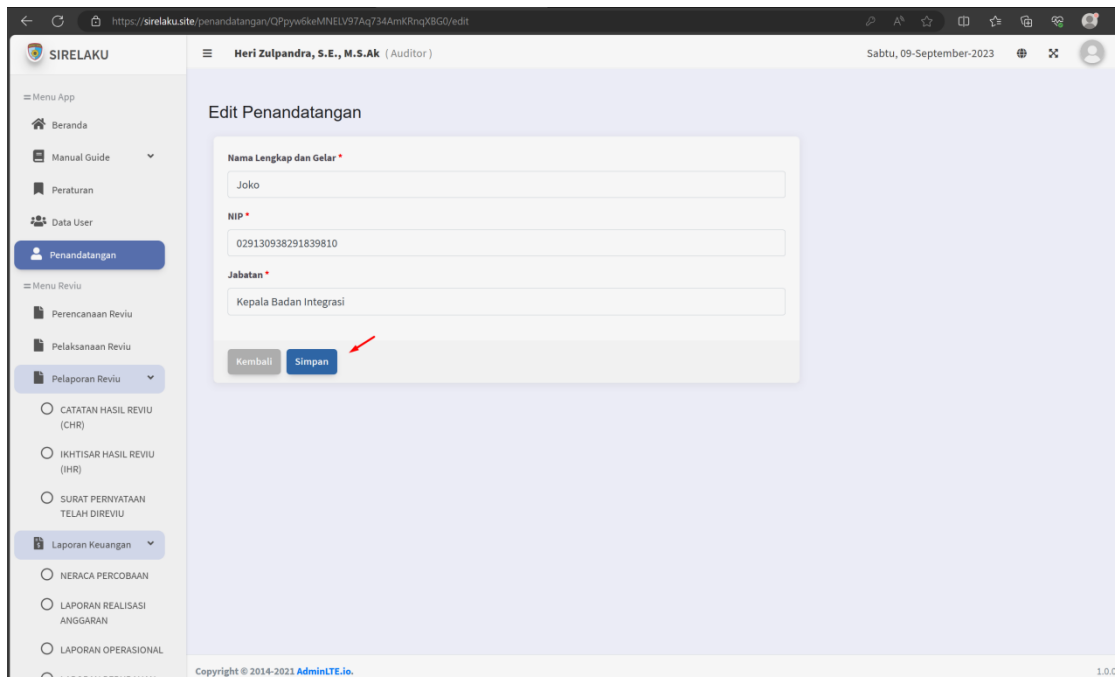 https://sirelaku.site/penandatangan/QPpyw6keMNELV97Aq734AmKRnqXBG0/edit
SIRELAKU
Heri Zulpandra, S.E., M.S.Ak ( Auditor )
Sabtu, 09-September-2023
Menu App
Beranda
Manual Guide
Peraturan
Data User
Penandatangan
Menu Reviu
Perencanaan Reviu
Pelaksanaan Reviu
Pelaporan Reviu
CATATAN HASIL REVIU
(CHR)
IKHTISAR HASIL REVIU
(IHR)
SURAT PERNYATAAN
TELAH DIREVIU
Laporan Keuangan
NERACA PERCOBAAN
LAPORAN REALISASI
ANGGARAN
LAPORAN OPERASIONAL
Edit Penandatangan
Nama Lengkap dan Gelar *
Joko
NIP *
029130938291839810
Jabatan *
Kepala Badan Integrasi
Kembali
Simpan
Copyright © 2014-2021 AdminLTE.io.
1.0.0